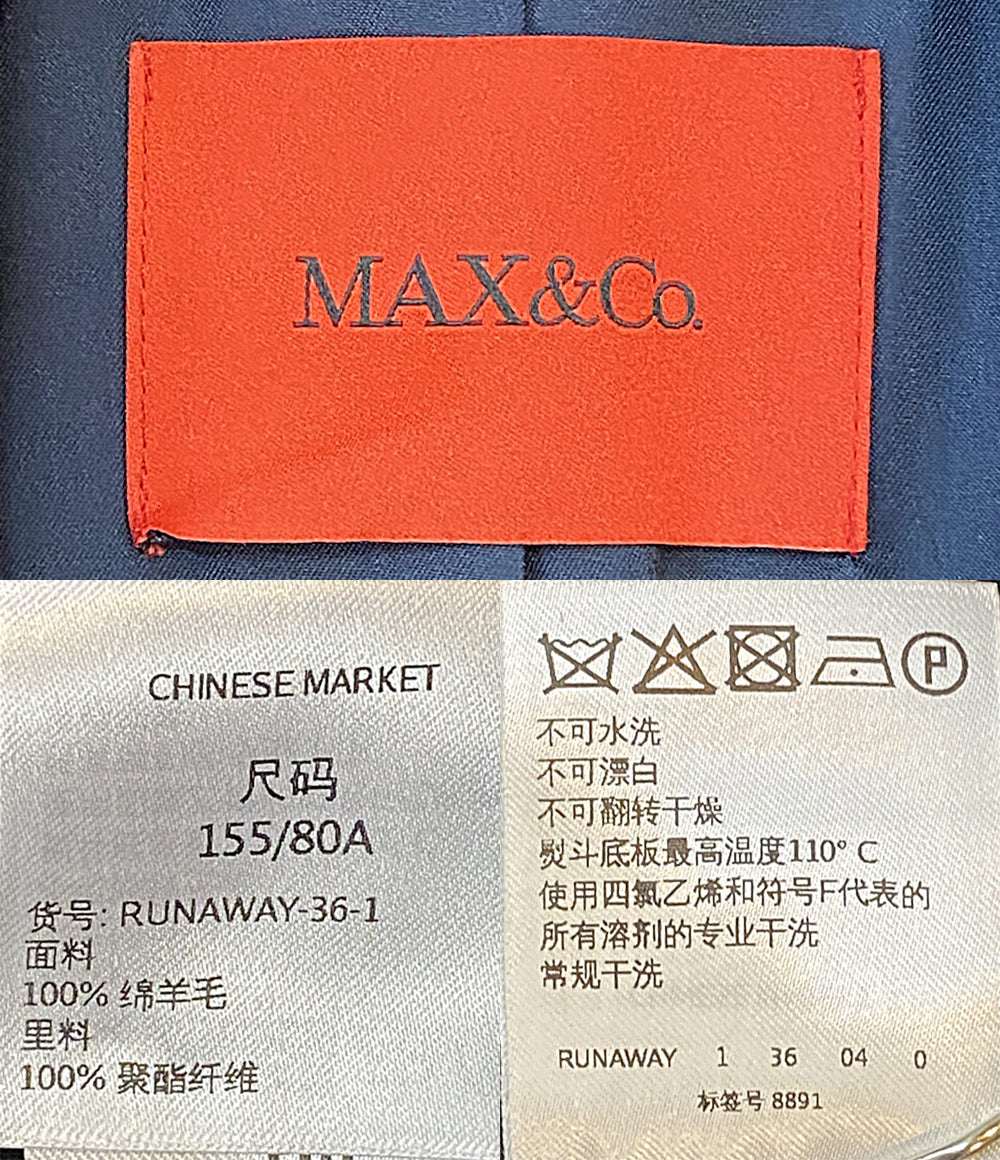 MAX&Co.
CHINESE MARKET
尺码
155/80A
货号: RUNAWAY-36-1
面料
100% 绵羊毛
里料
100% 聚酯纤维
P
不可水洗
不可漂白
不可翻转干燥
熨斗底板最高温度110° C
使用四氯乙烯和符号F代表的
所有溶剂的专业干洗
常规干洗
RUNAWAY 1 36 04 0
标签号 8891